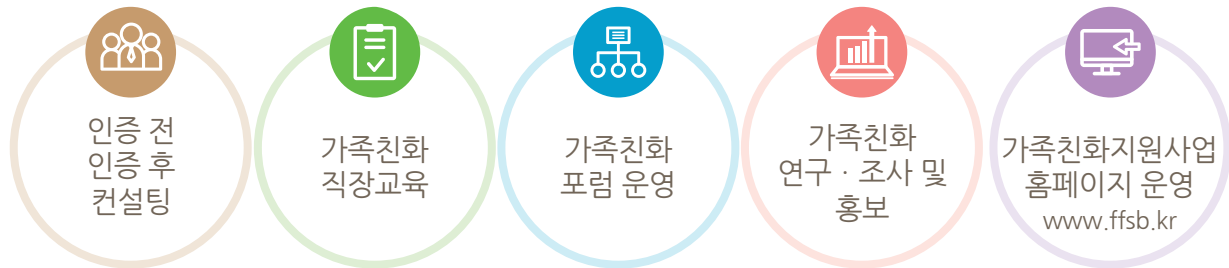 인증 전
인증 후
컨설팅
가족친화
직장교육
가족친화
포럼 운영
가족친화
연구 · 조사 및
홍보
가족친화지원사업
홈페이지 운영
www.ffsb.kr